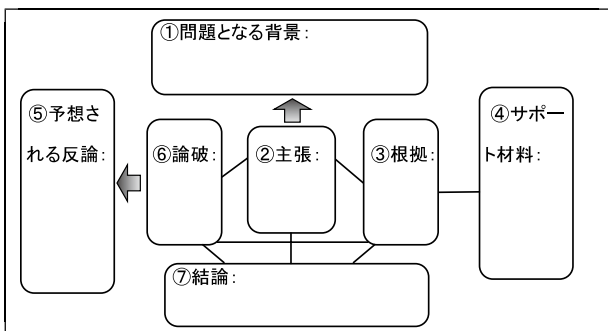 ①問題となる背景:
⑤予想さ
れる反論:
⑥論破:
②主張:
③根拠:
④サポー
ト材料:
⑦結論: